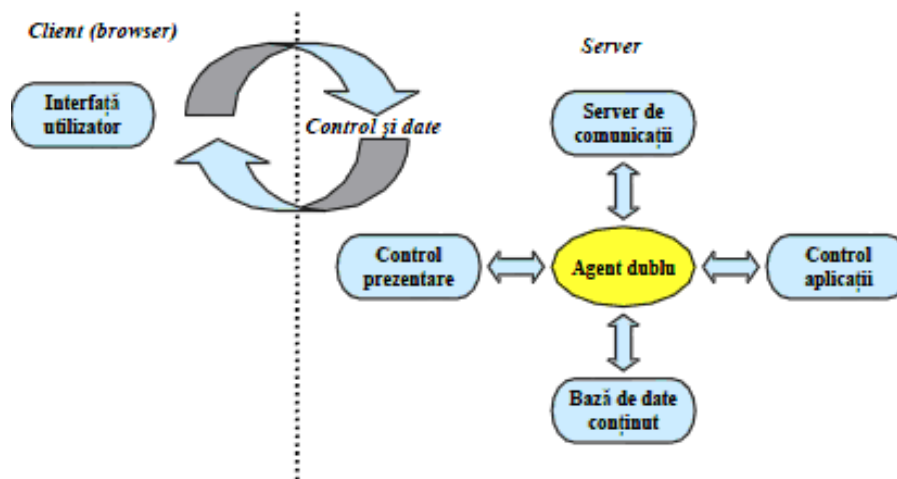 Client (browser)
Server
Interfață
utilizator
Control și date
Server de
comunicații
Control
prezentare
Agent dublu
Control
aplicații
Bază de date
conținut